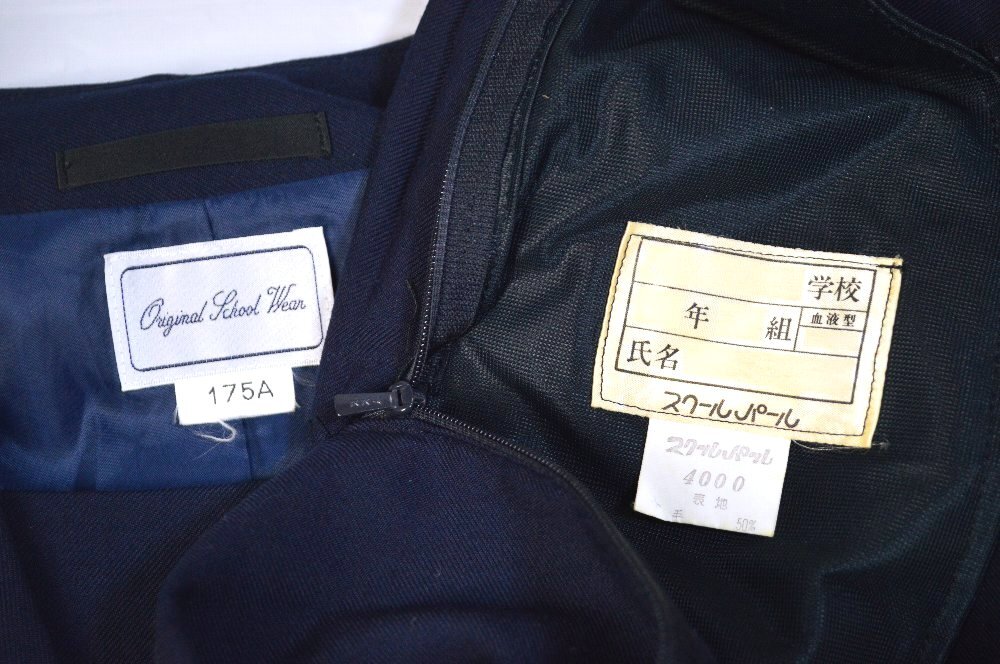 Original School Wear
175A
学校
年 組 血液型
氏名
スクールパール
スクールパール
4000
表地
毛 50%